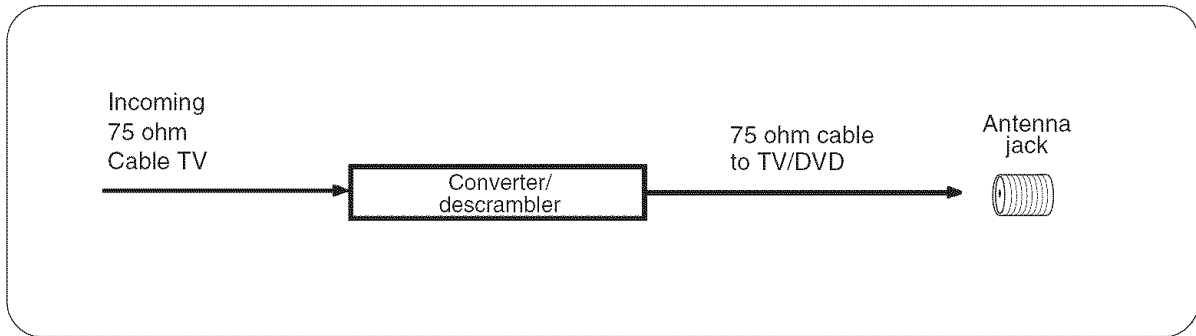 Incoming
75 ohm
Cable TV
Converter/
descrambler
75 ohm cable
to TV/DVD
Antenna
jack